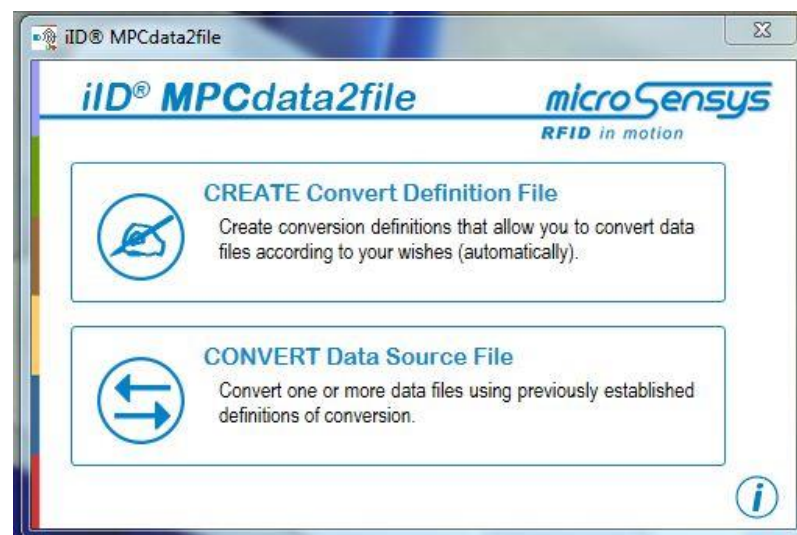 iID® MPCdata2file
iID® MPCdata2file
microSensys
RFID in motion
CREATE Convert Definition File
Create conversion definitions that allow you to convert data
files according to your wishes (automatically).
CONVERT Data Source File
Convert one or more data files using previously established
definitions of conversion.
i